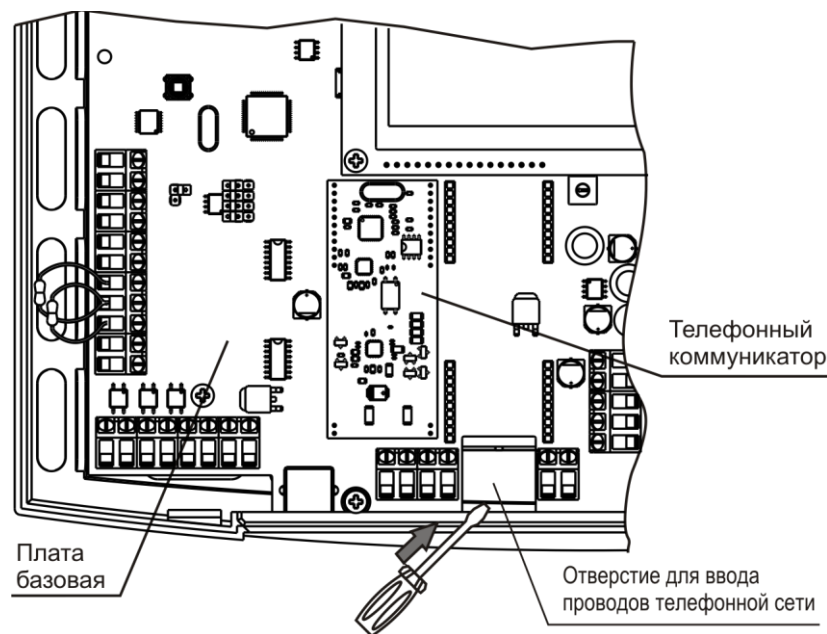 Телефонный
коммуникатор
Плата
базовая
Отверстие для ввода
проводов телефонной сети